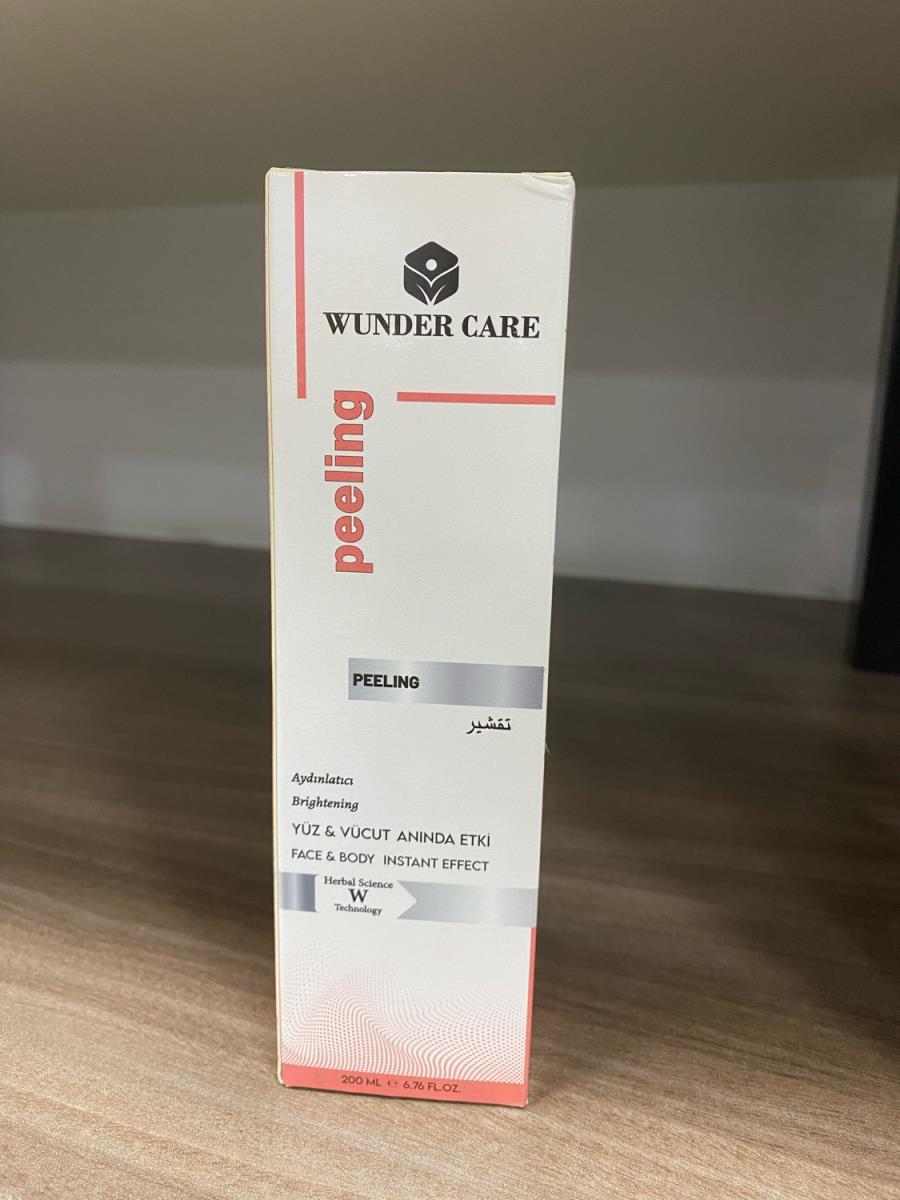 WUNDER CARE
peeling
PEELING
تقشير
Aydınlatıcı
Brightening
YÜZ & VÜCUT ANINDA ETKİ
FACE & BODY INSTANT EFFECT
Herbal Science
W
Technology
200 ML ℮ 6.76 FL.OZ.